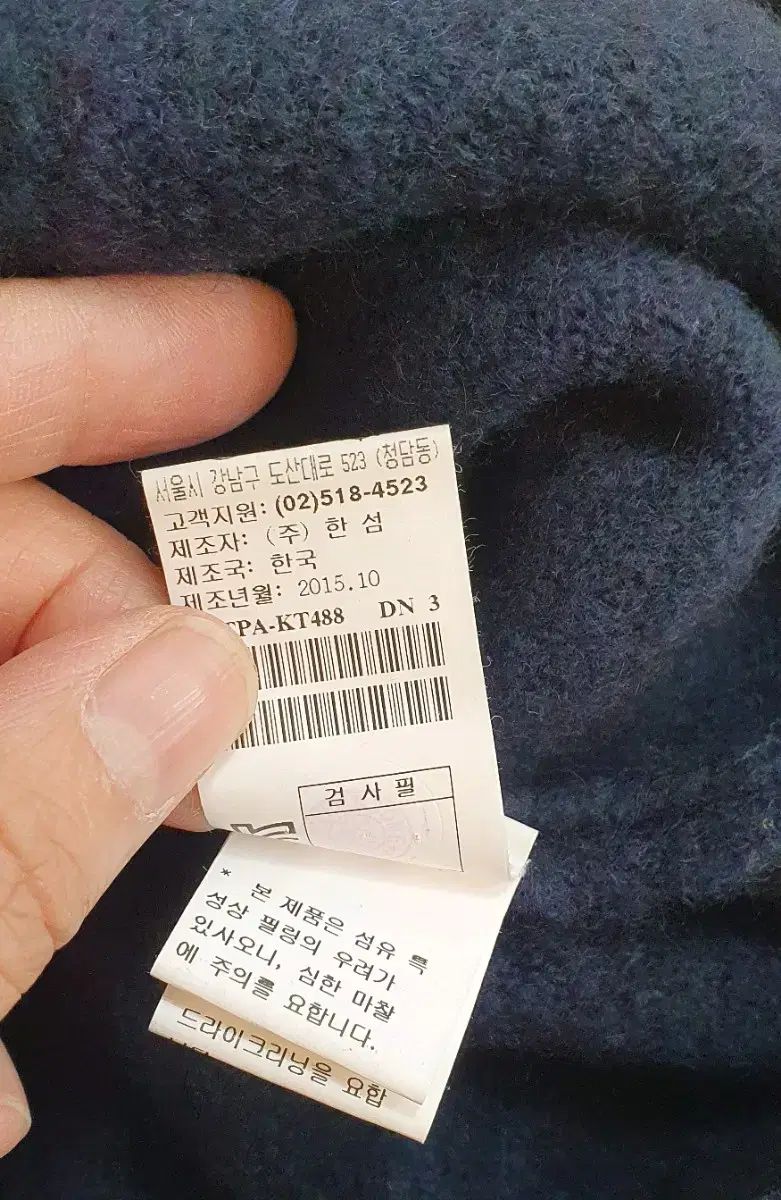 서울시 강남구 도산대로 523 (청담동)
고객지원: (02)518-4523
제조자: (주) 한 섬
제조국: 한국
제조년월: 2015.10
PA-KT488 DN 3
검 사 필
* 본 제품은 섬유 특
성상 필링의 우려가
있사오니, 심한 마찰
에 주의를 요합니다.
드라이크리닝을 요합